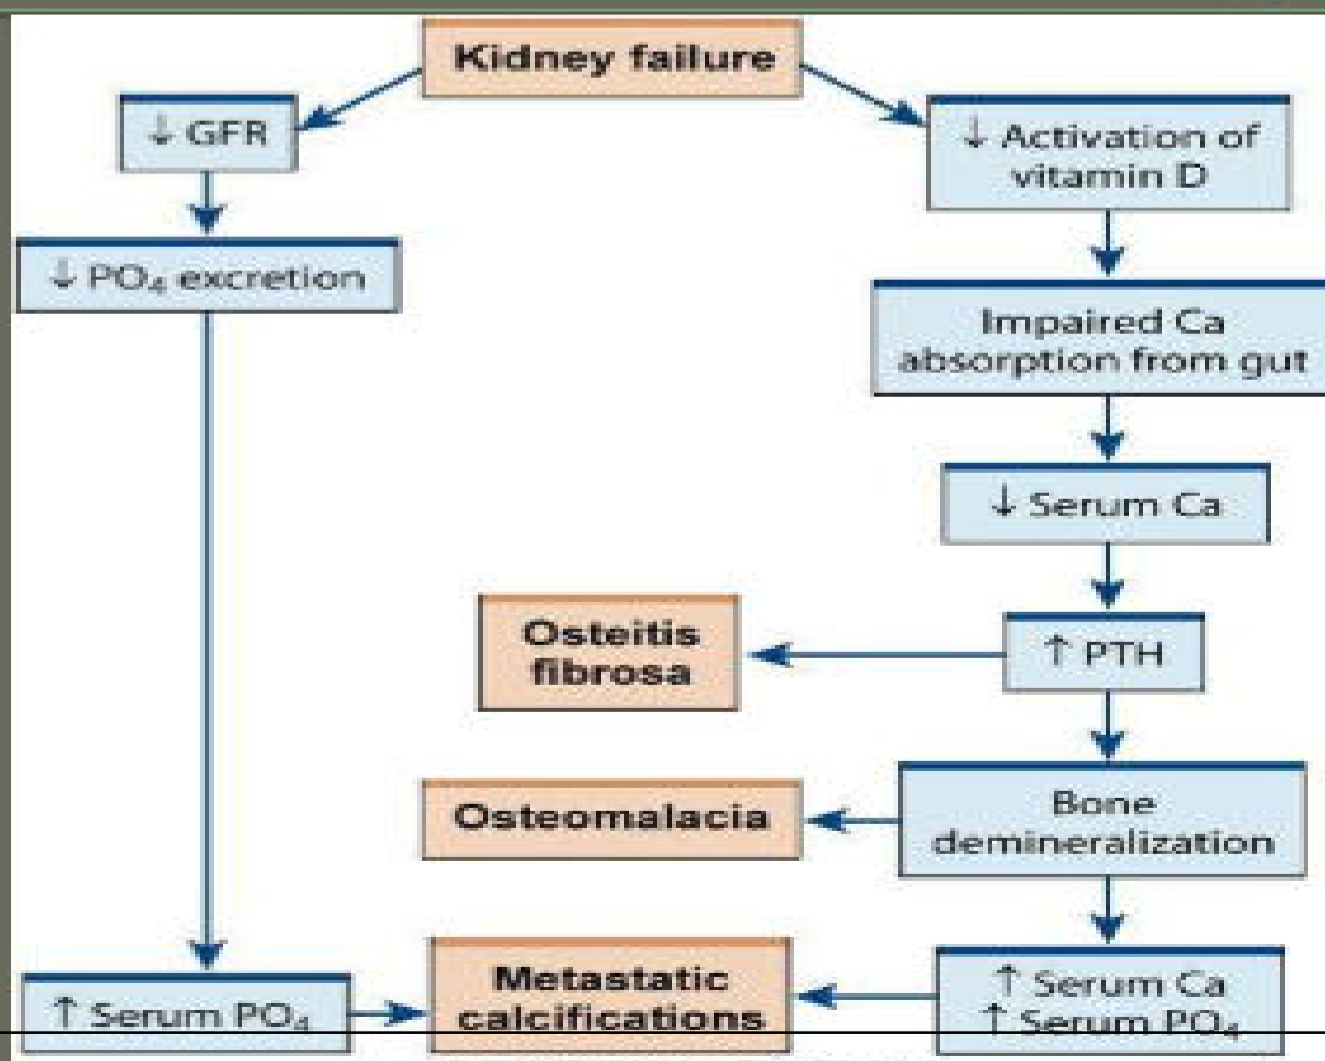 Kidney failure
↓ GFR
↓ Activation of
vitamin D
↓ PO₄ excretion
Impaired Ca
absorption from gut
↓ Serum Ca
Osteitis
fibrosa
↑ PTH
Osteomalacia
Bone
demineralization
↑ Serum PO₄
Metastatic
calcifications
↑ Serum Ca
↑ Serum PO₄